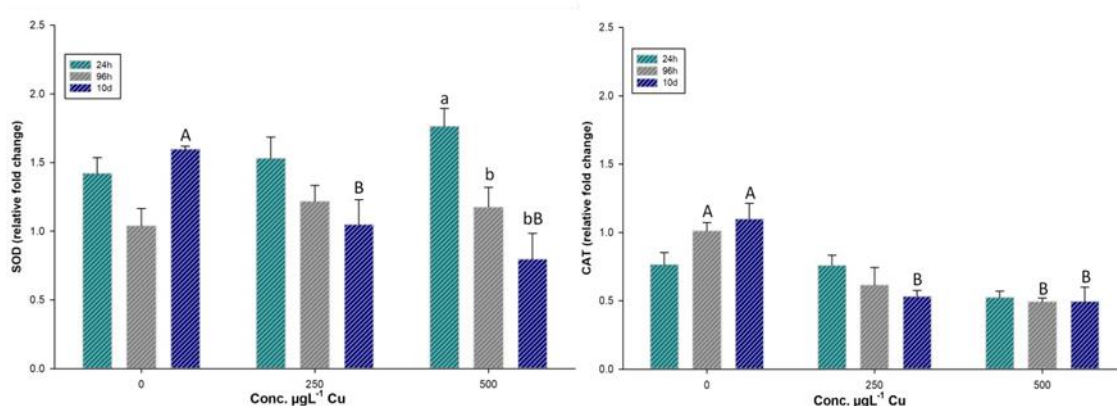 2.5
2.0
1.5
1.0
0.5
0.0
SOD (relative fold change)
24h
96h
10d
A
B
a
b
bB
0 250 500
Conc. µgL⁻¹ Cu
2.5
2.0
1.5
1.0
0.5
0.0
CAT (relative fold change)
24h
96h
10d
A
A
B
B
B
0 250 500
Conc. µgL⁻¹ Cu